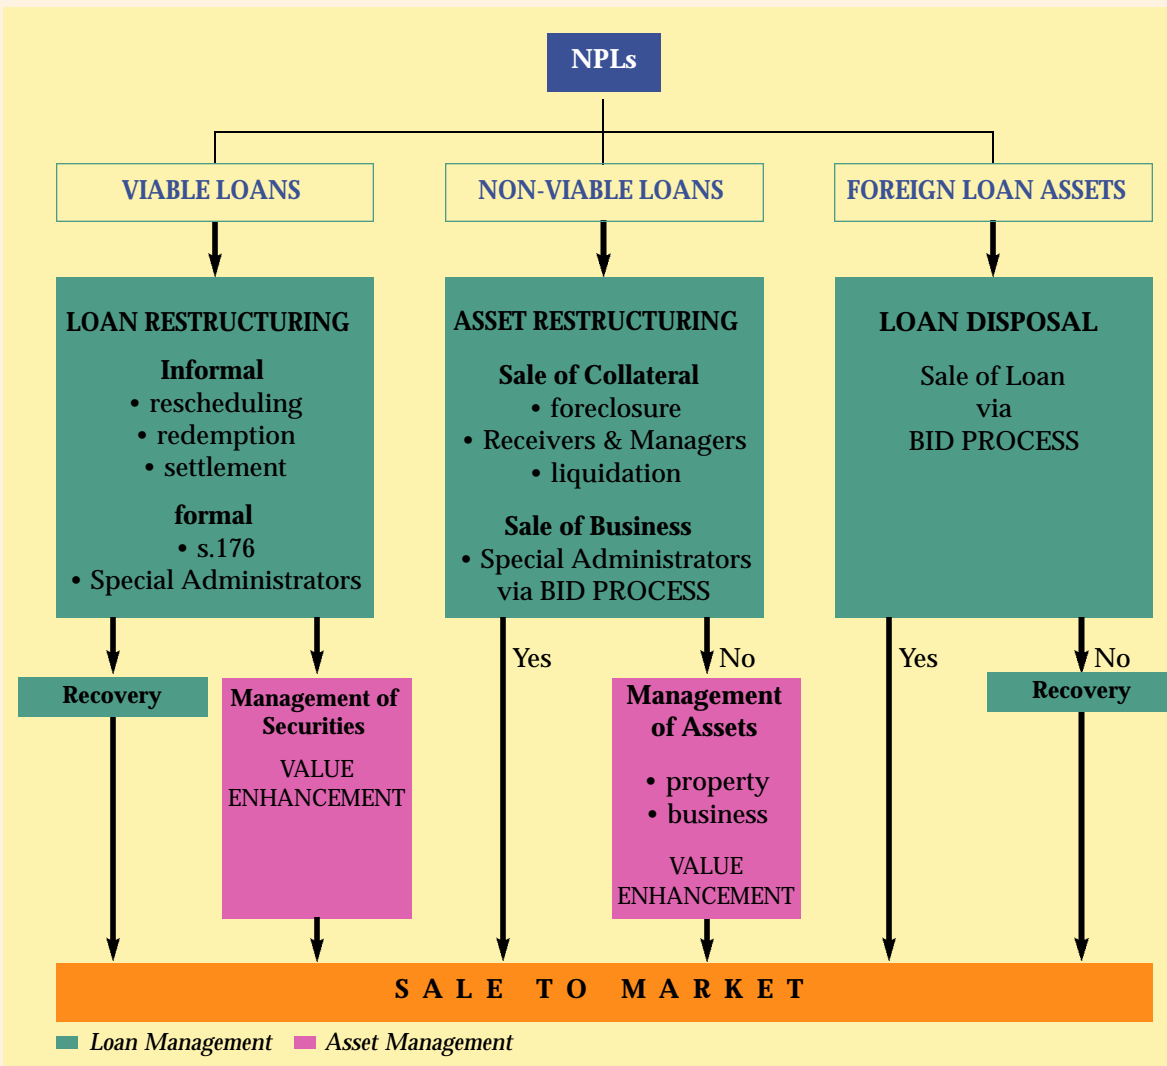 NPLs
VIABLE LOANS
NON-VIABLE LOANS
FOREIGN LOAN ASSETS
LOAN RESTRUCTURING
Informal
• rescheduling
• redemption
• settlement
formal
• s.176
• Special Administrators
ASSET RESTRUCTURING
Sale of Collateral
• foreclosure
• Receivers & Managers
• liquidation
Sale of Business
• Special Administrators
via BID PROCESS
LOAN DISPOSAL
Sale of Loan
via
BID PROCESS
Recovery
Management of
Securities
VALUE
ENHANCEMENT
Yes
No
Management
of Assets
• property
• business
VALUE
ENHANCEMENT
Yes
No
Recovery
SALE TO MARKET
Loan Management
Asset Management